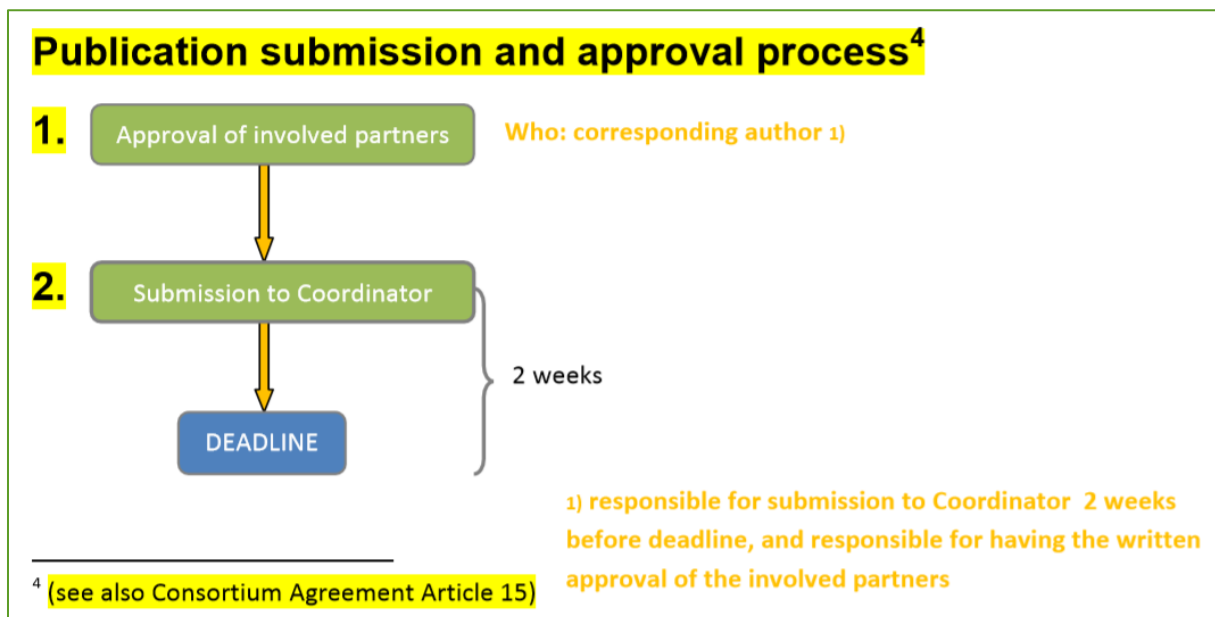 Publication submission and approval process4
1. Approval of involved partners Who: corresponding author 1)
2. Submission to Coordinator
2 weeks
DEADLINE
1) responsible for submission to Coordinator 2 weeks
before deadline, and responsible for having the written
approval of the involved partners
4 (see also Consortium Agreement Article 15)